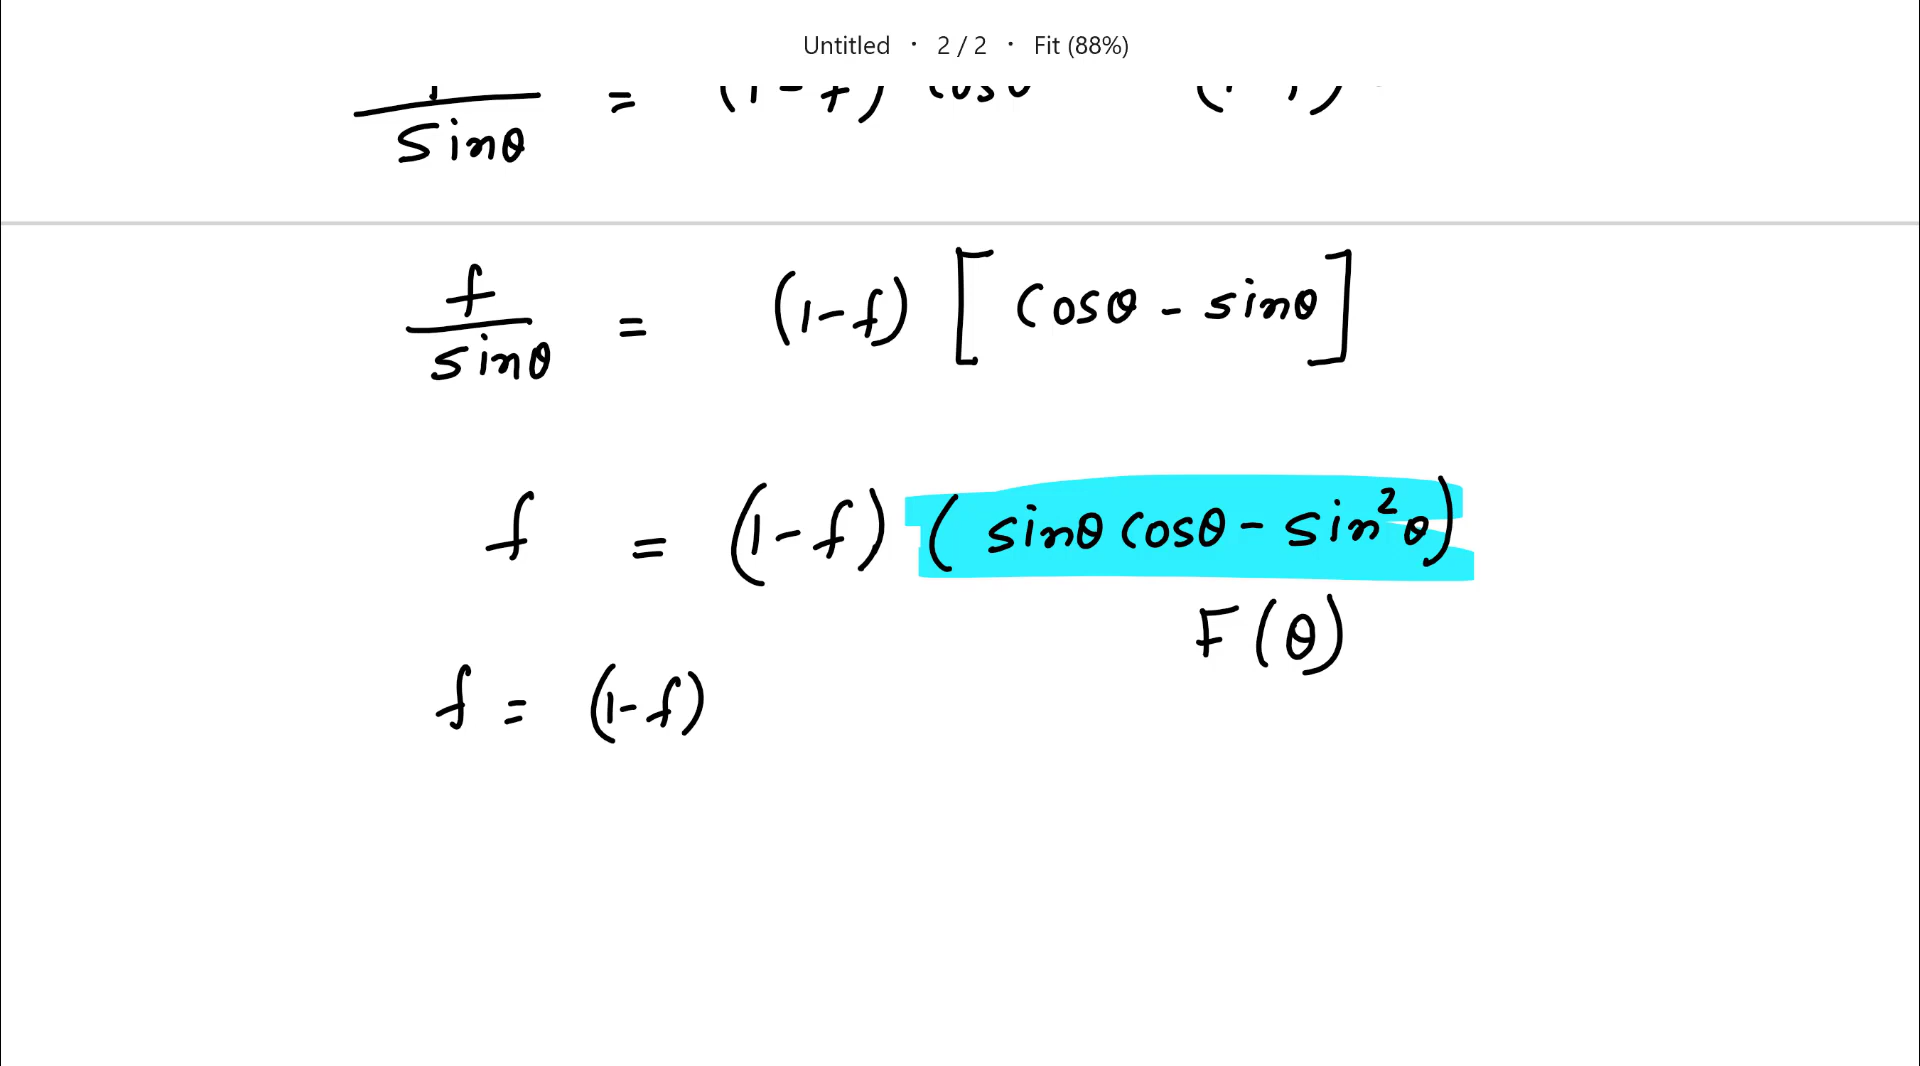 Untitled · 2 / 2 · Fit (88%)
sinθ =
f/sinθ = (1-f) [cosθ - sinθ]
f = (1-f) (sinθ cosθ - sin²θ)
F(θ)
f = (1-f)